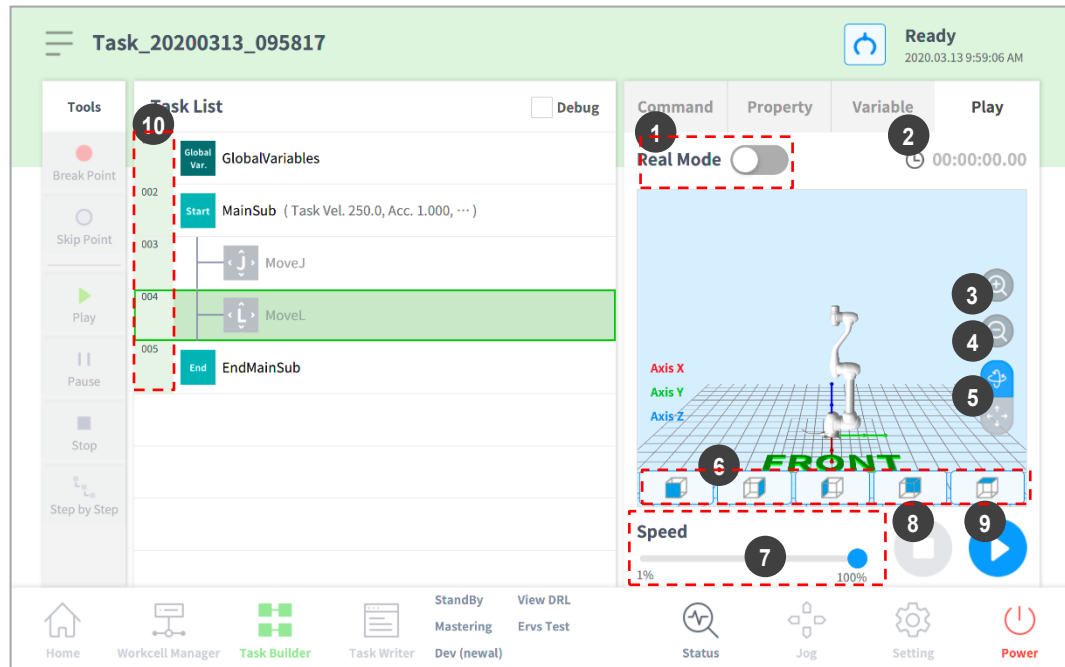 Task_20200313_095817
Ready
2020.03.13 9:59:06 AM
Tools
Task List
Debug
Command
Property
Variable
Play
10
1
2
Break Point
Global
Var.
GlobalVariables
Real Mode
00:00:00.00
002
Start
MainSub ( Task Vel. 250.0, Acc. 1.000, ··· )
Skip Point
003
J
MoveJ
3
004
L
MoveL
Play
4
005
End
EndMainSub
Pause
Axis X
Axis Y
Axis Z
5
Stop
FRONT
6
Step by Step
Speed
7
8
9
1%
100%
StandBy
View DRL
Mastering
Ervs Test
Dev (newal)
Home
Workcell Manager
Task Builder
Task Writer
Status
Jog
Setting
Power